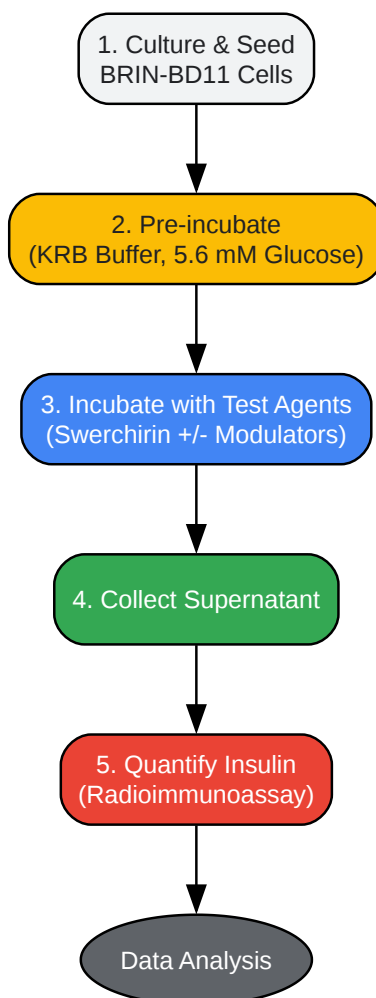 1. Culture & Seed
BRIN-BD11 Cells
2. Pre-incubate
(KRB Buffer, 5.6 mM Glucose)
3. Incubate with Test Agents
(Swerchirin +/- Modulators)
4. Collect Supernatant
5. Quantify Insulin
(Radioimmunoassay)
Data Analysis